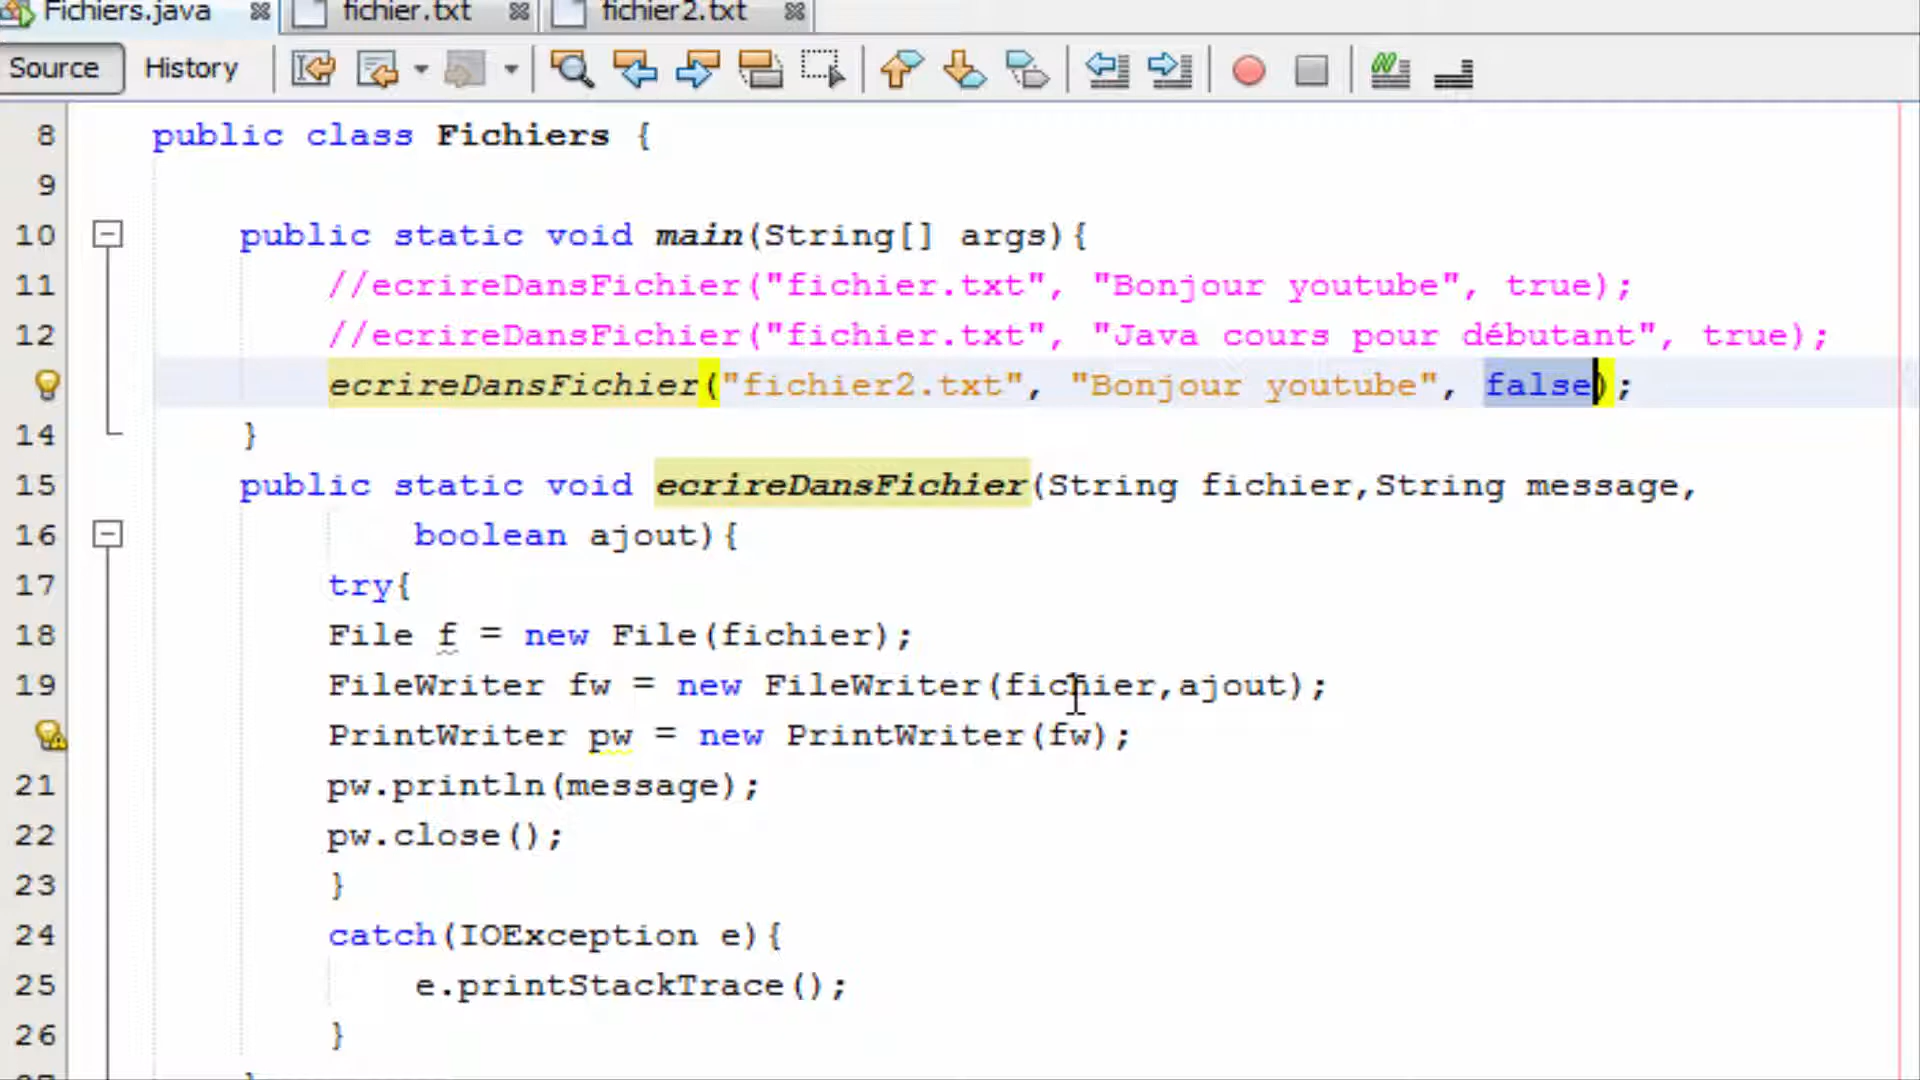 Fichiers.java fichier.txt fichier2.txt
Source History
8 public class Fichiers {
9
10 public static void main(String[] args){
11 //ecrireDansFichier("fichier.txt", "Bonjour youtube", true);
12 //ecrireDansFichier("fichier.txt", "Java cours pour débutant", true);
ecrireDansFichier("fichier2.txt", "Bonjour youtube", false);
14 }
15 public static void ecrireDansFichier(String fichier,String message,
16 boolean ajout){
17 try{
18 File f = new File(fichier);
19 FileWriter fw = new FileWriter(fichier,ajout);
PrintWriter pw = new PrintWriter(fw);
21 pw.println(message);
22 pw.close();
23 }
24 catch(IOException e){
25 e.printStackTrace();
26 }